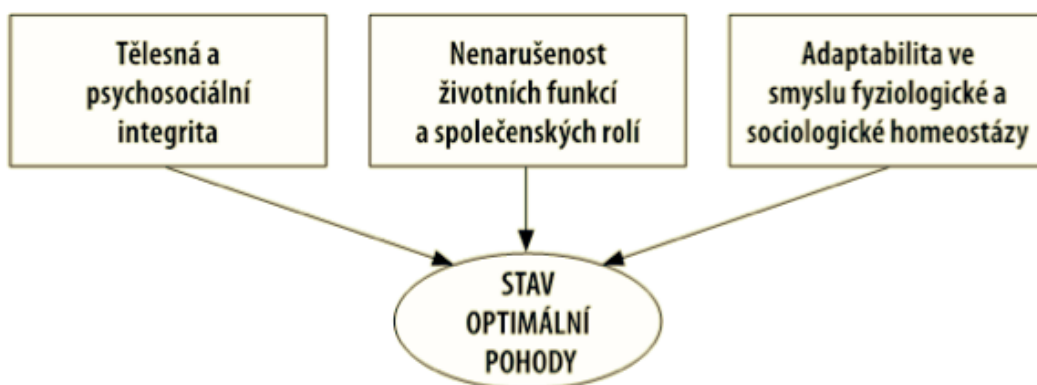 Tělesná a
psychosociální
integrita
Nenarušenost
životních funkcí
a společenských rolí
Adaptabilita ve
smyslu fyziologické a
sociologické homeostázy
STAV
OPTIMÁLNÍ
POHODY